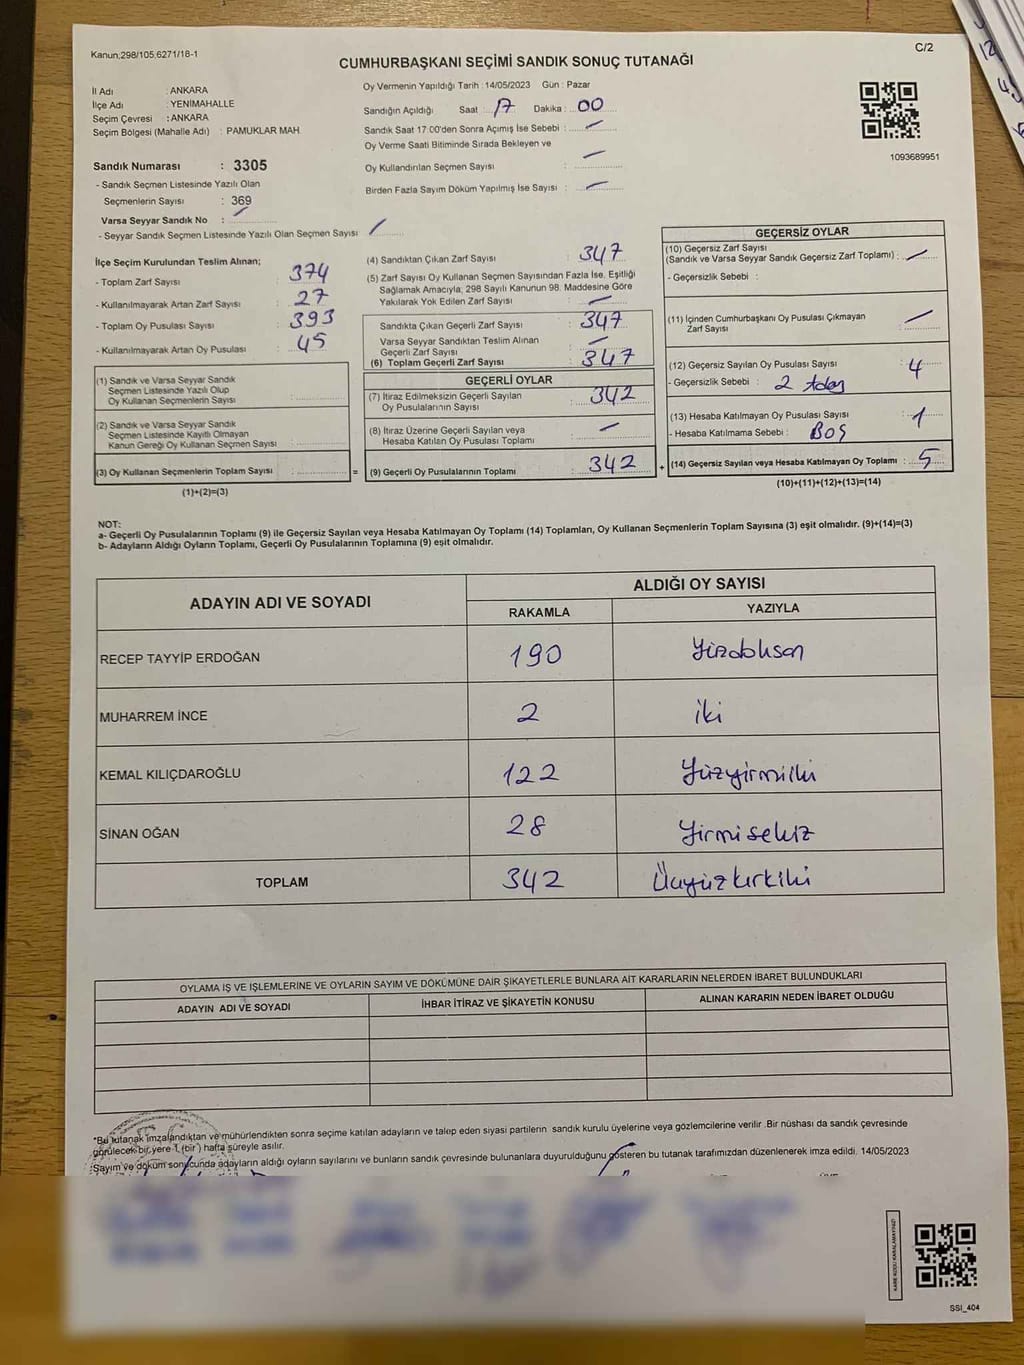 Kanun;298/105,6271/18-1
C/2
CUMHURBAŞKANI SEÇİMİ SANDIK SONUÇ TUTANAĞI
İl Adı : ANKARA
İlçe Adı : YENİMAHALLE
Seçim Çevresi : ANKARA
Seçim Bölgesi (Mahalle Adı) : PAMUKLAR MAH
Sandık Numarası : 3305
- Sandık Seçmen Listesinde Yazılı Olan
Seçmenlerin Sayısı : 369
Varsa Seyyar Sandık No :
- Seyyar Sandık Seçmen Listesinde Yazılı Olan Seçmen Sayısı
Oy Vermenin Yapıldığı Tarih : 14/05/2023 Gün : Pazar
Sandığın Açıldığı Saat : 17 Dakika : 00
Sandık Saat 17:00'den Sonra Açımış İse Sebebi :
Oy Verme Saati Bitiminde Sırada Bekleyen ve
Oy Kullandırılan Seçmen Sayısı :
Birden Fazla Sayım Döküm Yapılmış İse Sayısı :
1093689951
İlçe Seçim Kurulundan Teslim Alınan;
- Toplam Zarf Sayısı : 374
- Kullanılmayarak Artan Zarf Sayısı : 27
- Toplam Oy Pusulası Sayısı : 393
- Kullanılmayarak Artan Oy Pusulası : 45
(1) Sandık ve Varsa Seyyar Sandık
Seçmen Listesinde Yazılı Olup
Oy Kullanan Seçmenlerin Sayısı :
(2) Sandık ve Varsa Seyyar Sandık
Seçmen Listesinde Kayıtlı Olmayan
Kanun Gereği Oy Kullanan Seçmen Sayısı :
(3) Oy Kullanan Seçmenlerin Toplam Sayısı :
(1)+(2)=(3)
(4) Sandıktan Çıkan Zarf Sayısı : 347
(5) Zarf Sayısı Oy Kullanan Seçmen Sayısından Fazla İse, Eşitliği
Sağlamak Amacıyla; 298 Sayılı Kanunun 98. Maddesine Göre
Yakılarak Yok Edilen Zarf Sayısı :
Sandıkta Çıkan Geçerli Zarf Sayısı : 347
Varsa Seyyar Sandıktan Teslim Alınan
Geçerli Zarf Sayısı :
(6) Toplam Geçerli Zarf Sayısı : 347
GEÇERLİ OYLAR
(7) İtiraz Edilmeksizin Geçerli Sayılan
Oy Pusulalarının Sayısı : 342
(8) İtiraz Üzerine Geçerli Sayılan veya
Hesaba Katılan Oy Pusulası Toplamı :
= (9) Geçerli Oy Pusulalarının Toplamı : 342
GEÇERSİZ OYLAR
(10) Geçersiz Zarf Sayısı
(Sandık ve Varsa Seyyar Sandık Geçersiz Zarf Toplamı) :
- Geçersizlik Sebebi :
(11) İçinden Cumhurbaşkanı Oy Pusulası Çıkmayan
Zarf Sayısı :
(12) Geçersiz Sayılan Oy Pusulası Sayısı : 4
- Geçersizlik Sebebi : 2 aday
(13) Hesaba Katılmayan Oy Pusulası Sayısı : 1
- Hesaba Katılmama Sebebi : BOŞ
+ (14) Geçersiz Sayılan veya Hesaba Katılmayan Oy Toplamı : 5
(10)+(11)+(12)+(13)=(14)
NOT:
a- Geçerli Oy Pusulalarının Toplamı (9) ile Geçersiz Sayılan veya Hesaba Katılmayan Oy Toplamı (14) Toplamları, Oy Kullanan Seçmenlerin Toplam Sayısına (3) eşit olmalıdır. (9)+(14)=(3)
b- Adayların Aldığı Oyların Toplamı, Geçerli Oy Pusulalarının Toplamına (9) eşit olmalıdır.
ADAYIN ADI VE SOYADI
ALDIĞI OY SAYISI
RAKAMLA YAZIYLA
RECEP TAYYİP ERDOĞAN 190 Yüzdoksan
MUHARREM İNCE 2 iki
KEMAL KILIÇDAROĞLU 122 Yüzyirmiiki
SİNAN OĞAN 28 Yirmisekiz
TOPLAM 342 Üçyüzkırkiki
OYLAMA İŞ VE İŞLEMLERİNE VE OYLARIN SAYIM VE DÖKÜMÜNE DAİR ŞİKAYETLERLE BUNLARA AİT KARARLARIN NELERDEN İBARET BULUNDUKLARI
ADAYIN ADI VE SOYADI İHBAR İTİRAZ VE ŞİKAYETİN KONUSU ALINAN KARARIN NEDEN İBARET OLDUĞU
*Bu tutanak imzalandıktan ve mühürlendikten sonra seçime katılan adayların ve talep eden siyasi partilerin sandık kurulu üyelerine veya gözlemcilerine verilir .Bir nüshası da sandık çevresinde
görülecek bir yere 1 (bir ) hafta süreyle asılır.
Sayım ve döküm sonucunda adayların aldığı oyların sayılarını ve bunların sandık çevresinde bulunanlara duyurulduğunu gösteren bu tutanak tarafımızdan düzenlenerek imza edildi. 14/05/2023
KARE KODU KARALAMAYINIZ!
SSİ_404